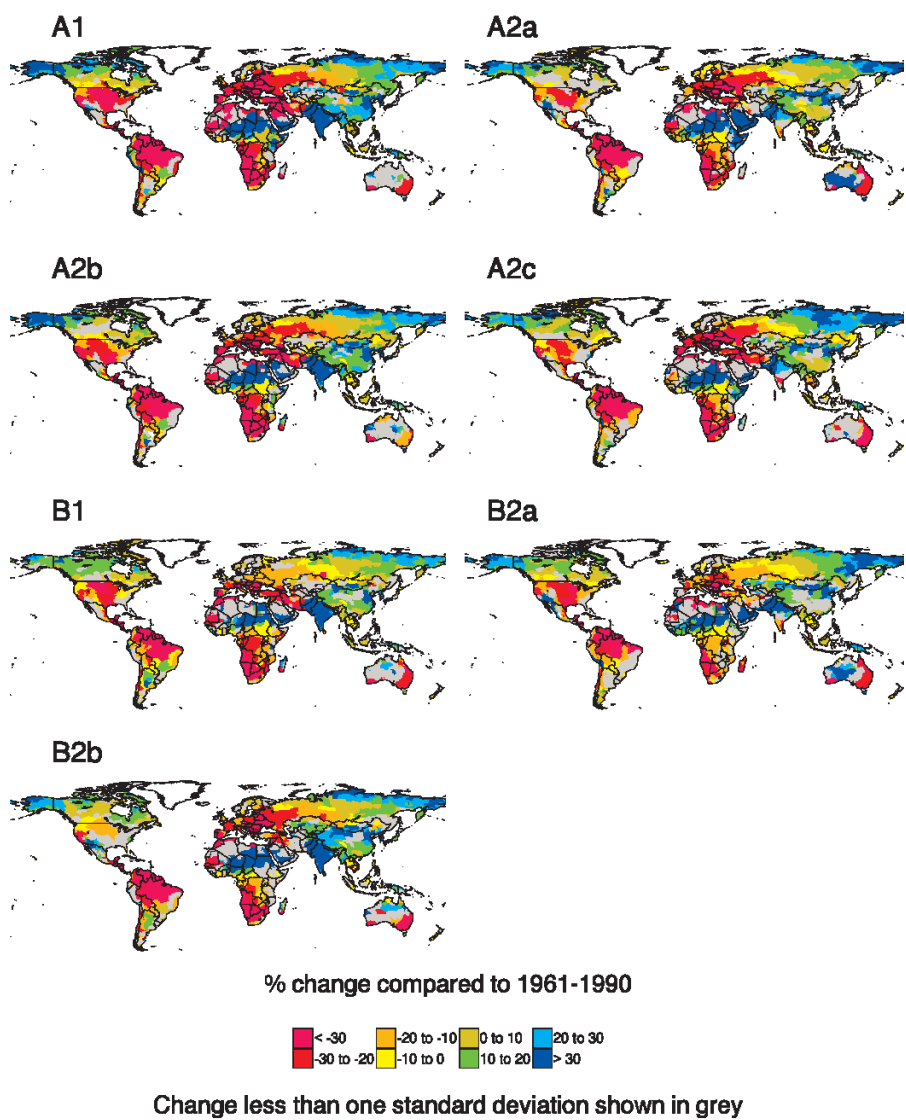 A1
A2a
A2b
A2c
B1
B2a
B2b
% change compared to 1961-1990
< -30
-20 to -10
0 to 10
20 to 30
-30 to -20
-10 to 0
10 to 20
> 30
Change less than one standard deviation shown in grey